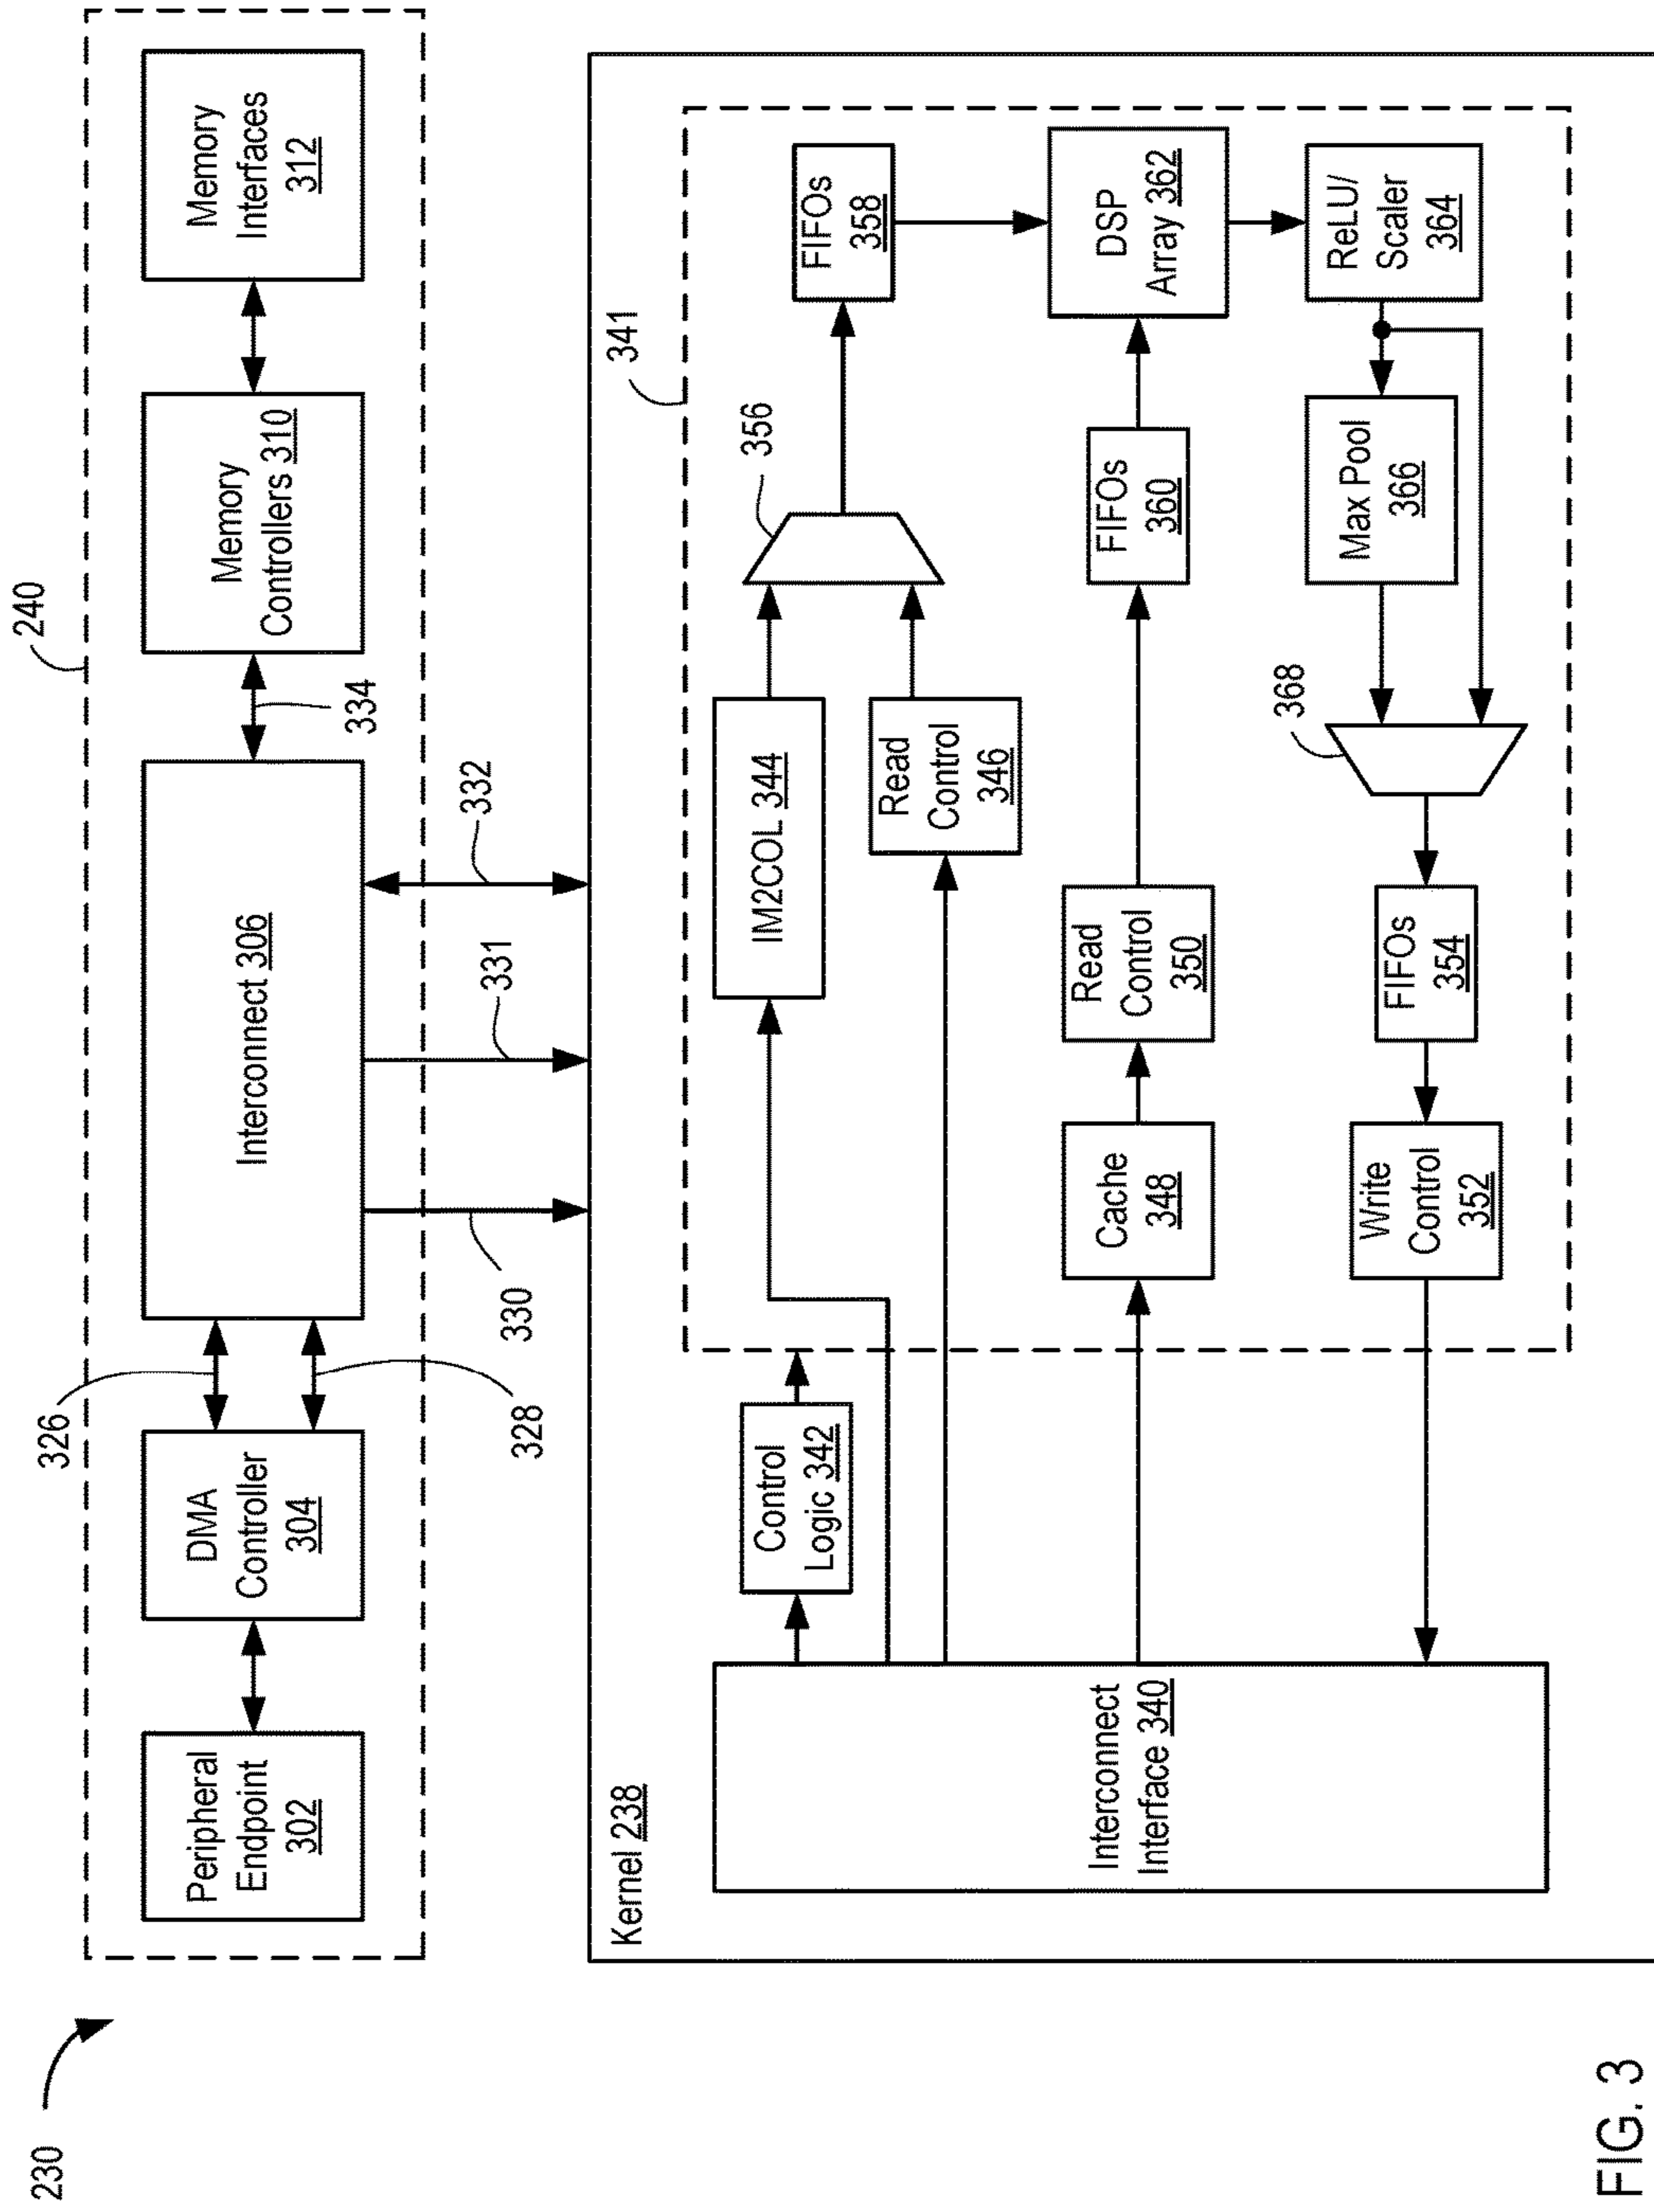 230
240
Peripheral
Endpoint
302
DMA
Controller
304
326
328
Interconnect 306
334
Memory
Controllers 310
Memory
Interfaces
312
330
331
332
Kernel 238
341
Interconnect
Interface 340
Control
Logic 342
IM2COL 344
Read
Control
346
356
FIFOs
358
Cache
348
Read
Control
350
FIFOs
360
DSP
Array 362
Write
Control
352
FIFOs
354
368
Max Pool
366
ReLU/
Scaler
364
FIG. 3